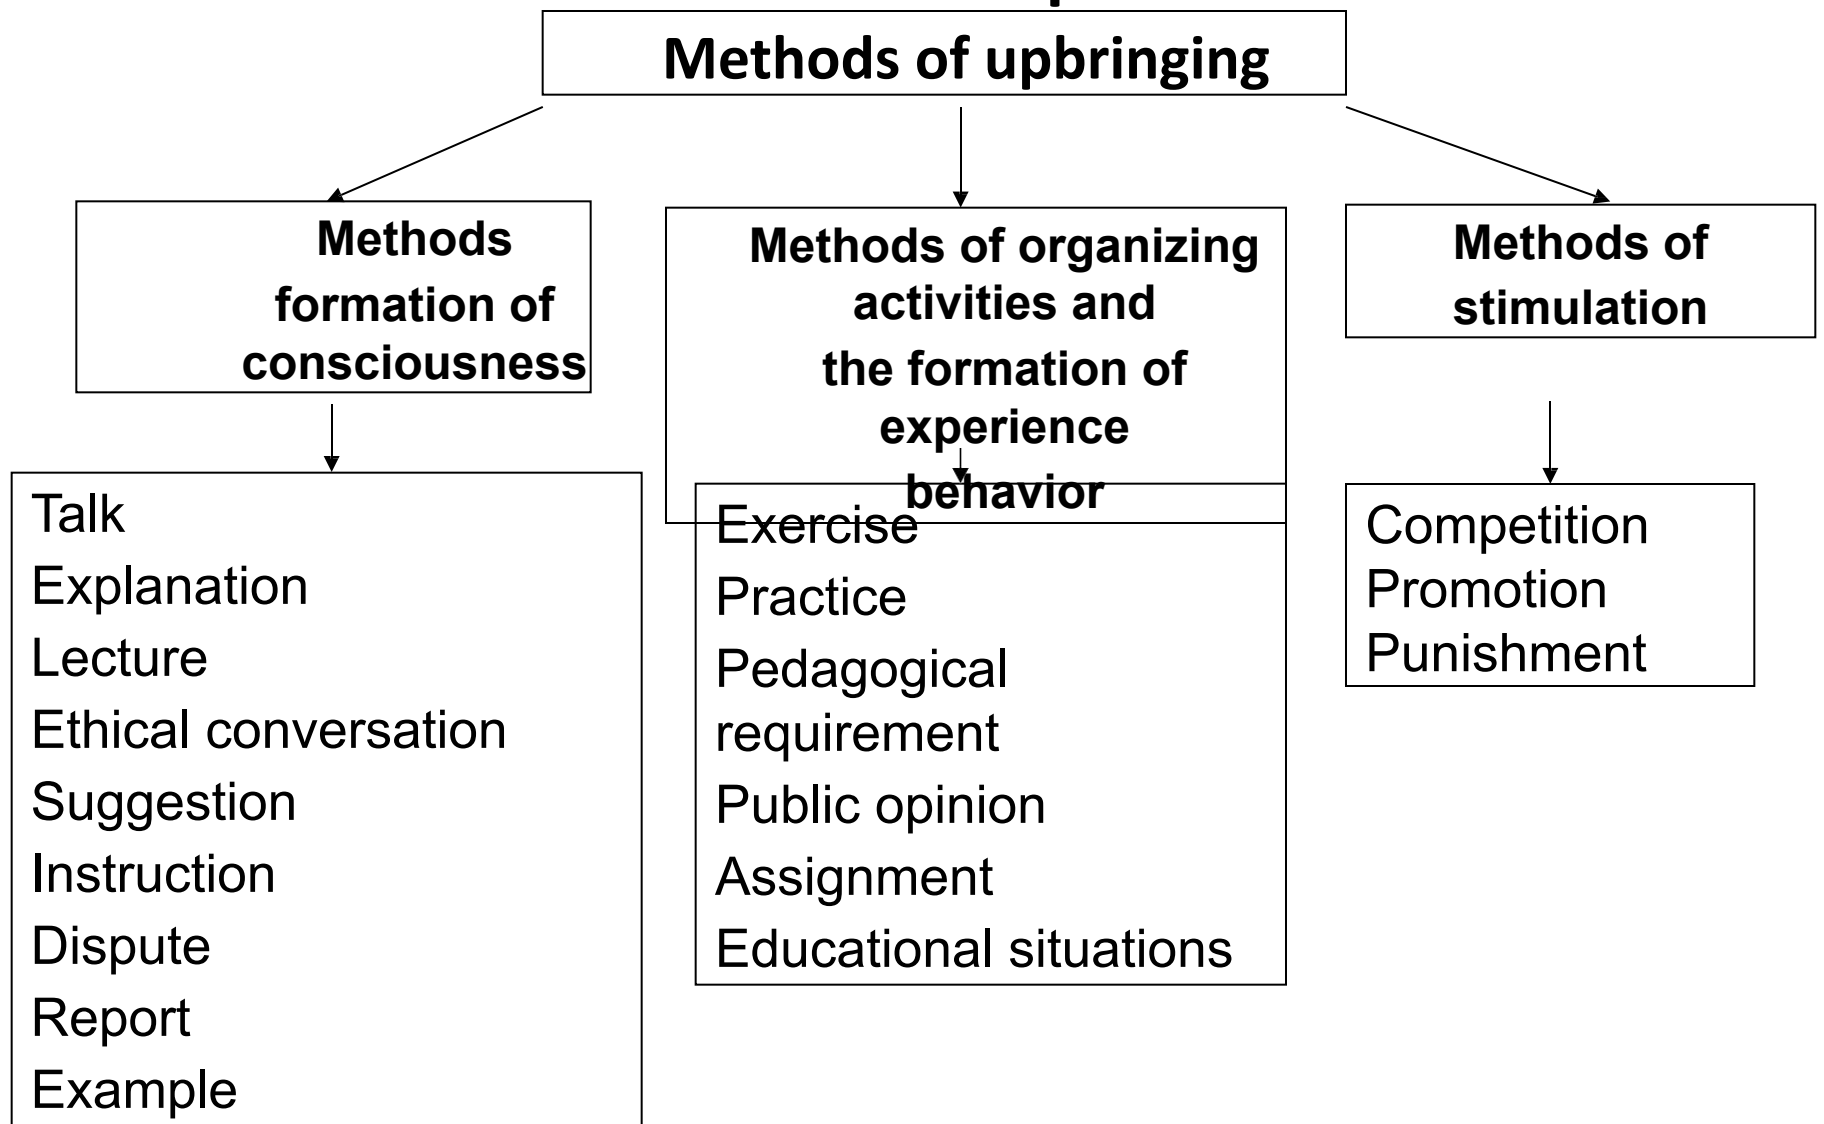 Methods of upbringing
Methods
formation of
consciousness
Methods of organizing
activities and
the formation of
experience
behavior
Methods of
stimulation
Talk
Explanation
Lecture
Ethical conversation
Suggestion
Instruction
Dispute
Report
Example
Exercise
Practice
Pedagogical
requirement
Public opinion
Assignment
Educational situations
Competition
Promotion
Punishment